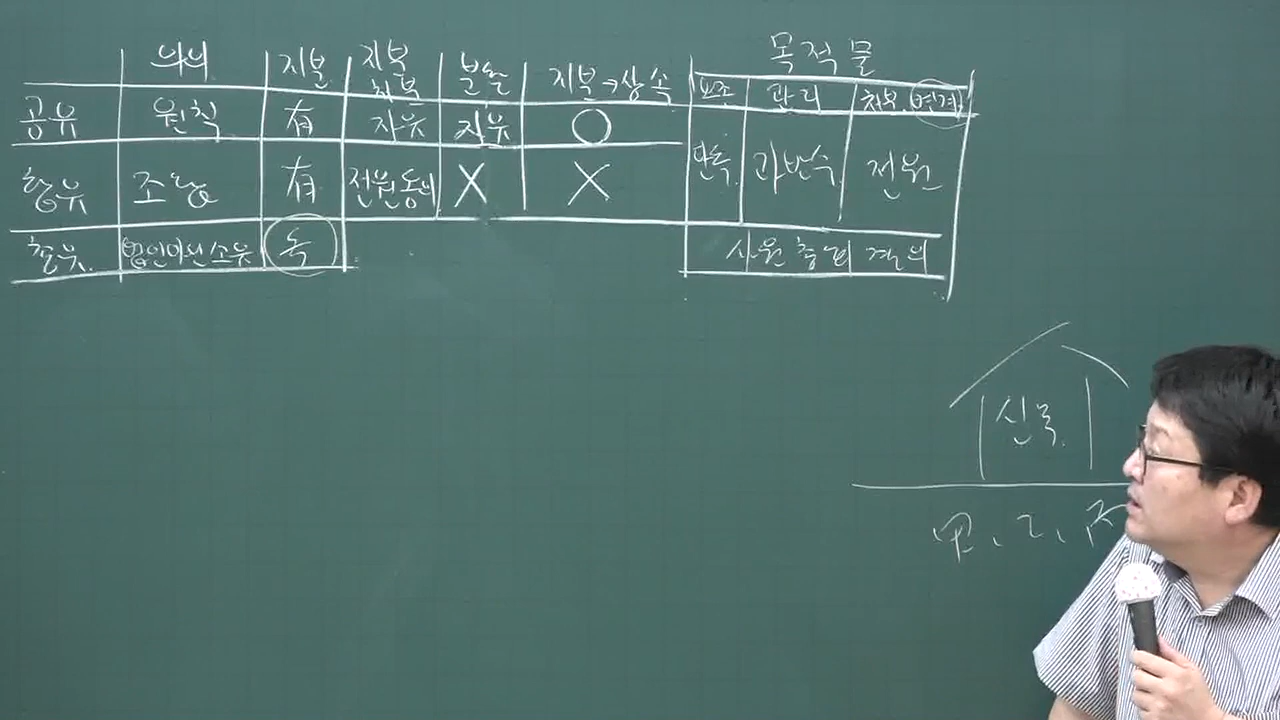 목적물
의의 지분 지분처분 분할 지분→상속 보존 관리 처분(변경)
공유 원칙 有 자유 자유 ○ 단독 과반수 전원
합유 조합 有 전원동의 X X
총유 법인아닌 소유 사원총회 결의
신축
甲、乙、丙